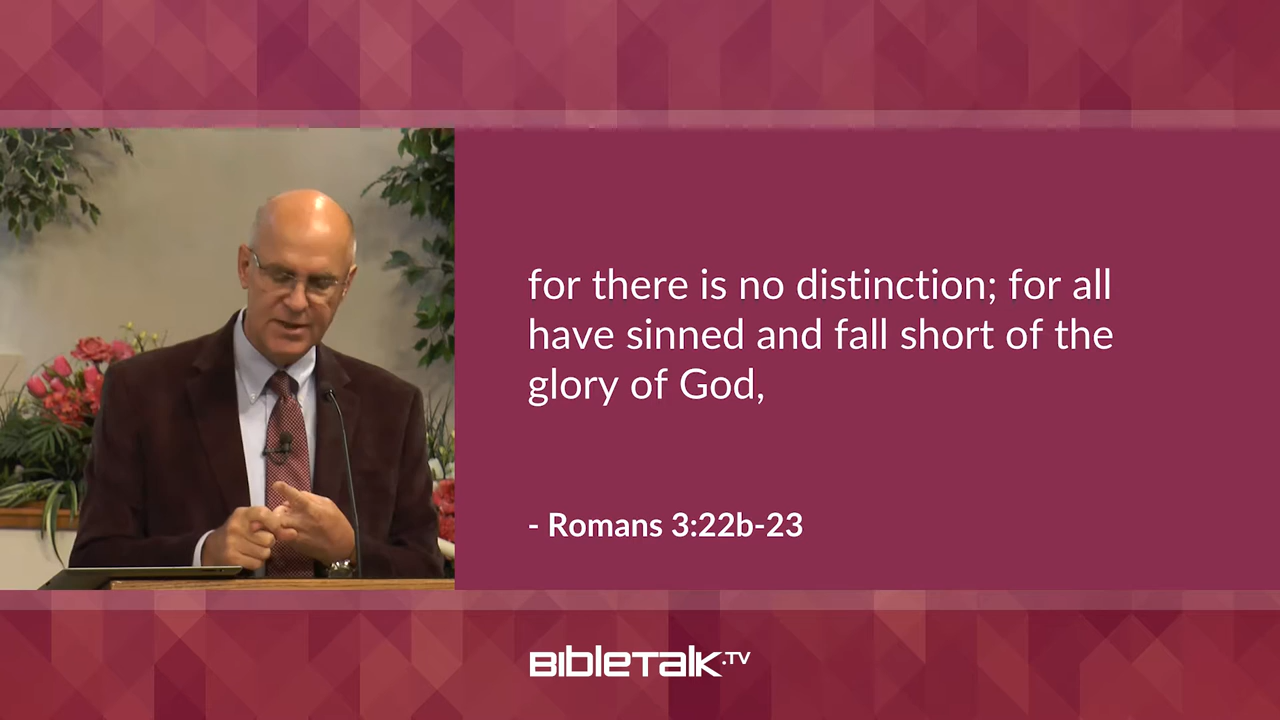 for there is no distinction; for all
have sinned and fall short of the
glory of God,
- Romans 3:22b-23
BIBLETALK.TV